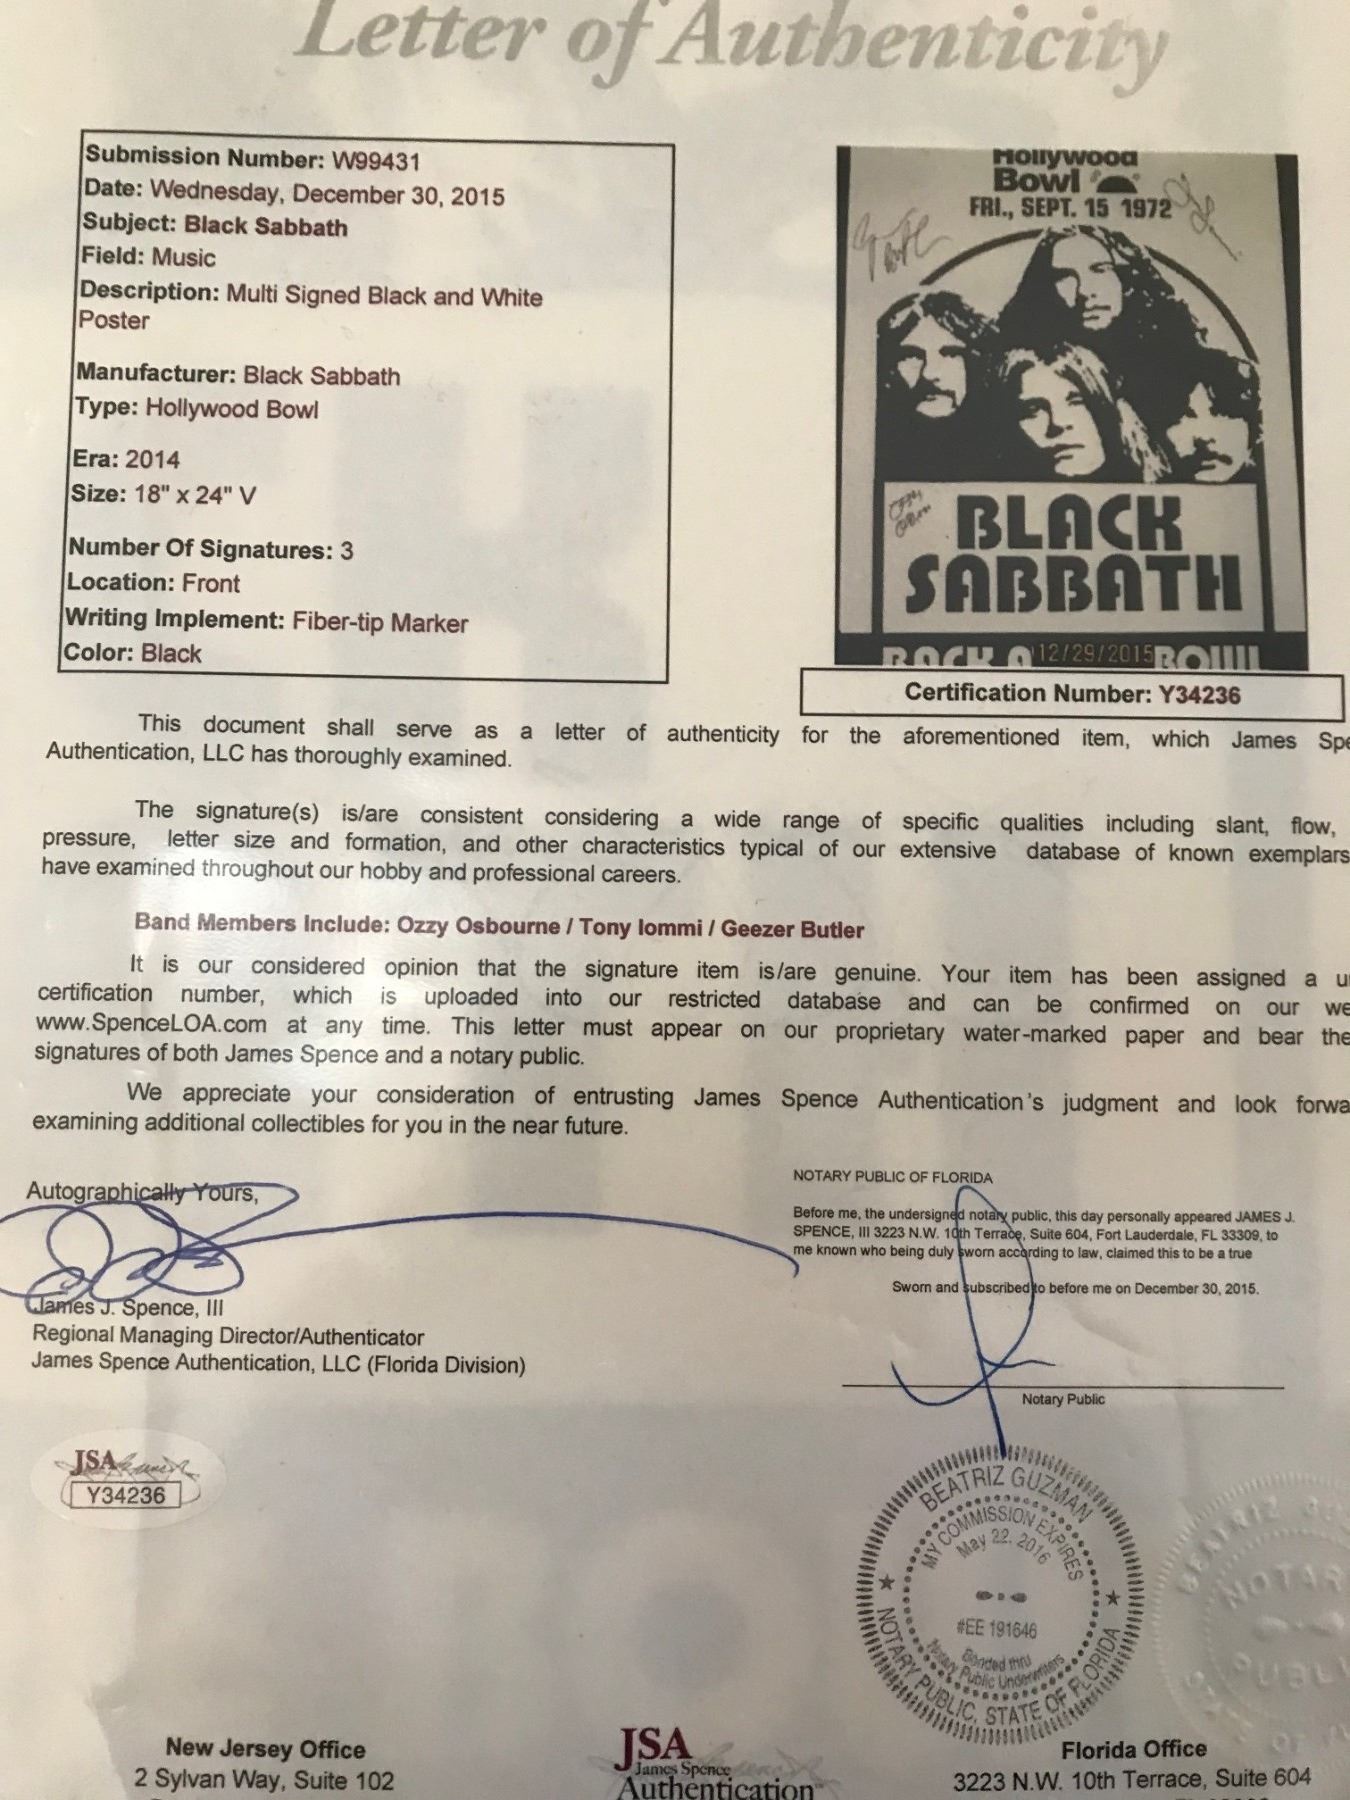 Letter of Authenticity
Submission Number: W99431
Date: Wednesday, December 30, 2015
Subject: Black Sabbath
Field: Music
Description: Multi Signed Black and White
Poster
Manufacturer: Black Sabbath
Type: Hollywood Bowl
Era: 2014
Size: 18" x 24" V
Number Of Signatures: 3
Location: Front
Writing Implement: Fiber-tip Marker
Color: Black
Hollywood
Bowl
FRI., SEPT. 15 1972
BLACK
SABBATH
BACK A
12/29/2015
BOWL
Certification Number: Y34236
This document shall serve as a letter of authenticity for the aforementioned item, which James Spe
Authentication, LLC has thoroughly examined.
The signature(s) is/are consistent considering a wide range of specific qualities including slant, flow,
pressure, letter size and formation, and other characteristics typical of our extensive database of known exemplars
have examined throughout our hobby and professional careers.
Band Members Include: Ozzy Osbourne / Tony Iommi / Geezer Butler
It is our considered opinion that the signature item is/are genuine. Your item has been assigned a u
certification number, which is uploaded into our restricted database and can be confirmed on our we
www.SpenceLOA.com at any time. This letter must appear on our proprietary water-marked paper and bear the
signatures of both James Spence and a notary public.
We appreciate your consideration of entrusting James Spence Authentication's judgment and look forwa
examining additional collectibles for you in the near future.
Autographically Yours,
James J. Spence, III
Regional Managing Director/Authenticator
James Spence Authentication, LLC (Florida Division)
NOTARY PUBLIC OF FLORIDA
Before me, the undersigned notary public, this day personally appeared JAMES J.
SPENCE, III 3223 N.W. 10th Terrace, Suite 604, Fort Lauderdale, FL 33309, to
me known who being duly sworn according to law, claimed this to be a true
Sworn and subscribed to before me on December 30, 2015.
Notary Public
JSA
Y34236
BEATRIZ GUZMAN
MY COMMISSION EXPIRES
May 22, 2016
#EE 191646
Bonded thru
Notary Public Underwriters
NOTARY PUBLIC, STATE OF FLORIDA
New Jersey Office
2 Sylvan Way, Suite 102
JSA
James Spence
Authentication
Florida Office
3223 N.W. 10th Terrace, Suite 604